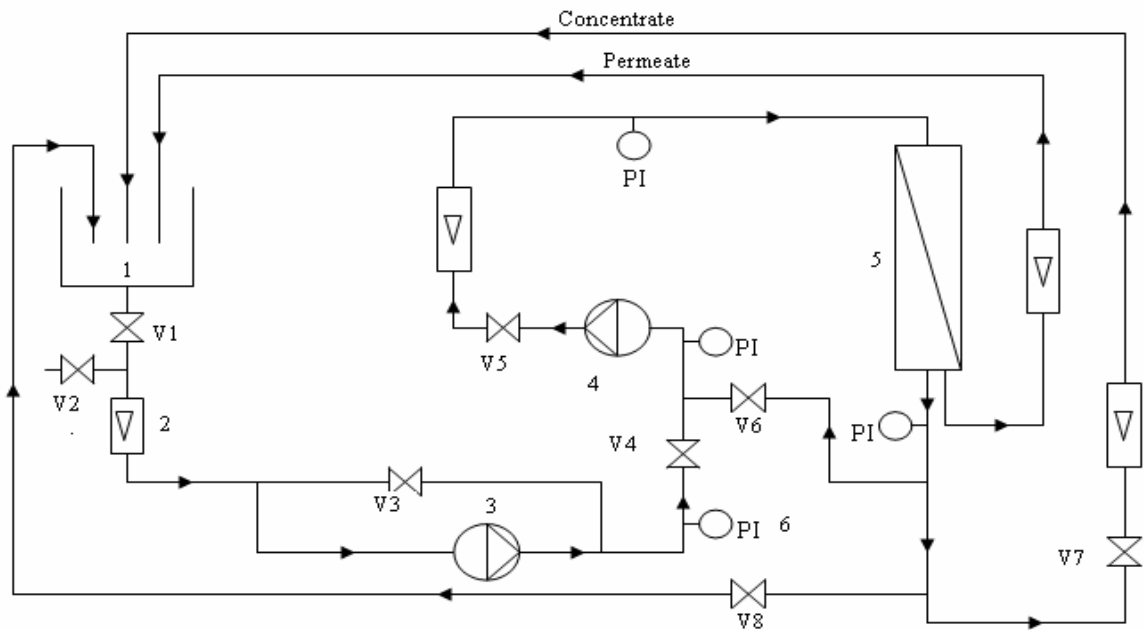 Concentrate
Permeate
PI
1
5
V1
V5
4
PI
V2
2
V6
PI
V4
V3
3
PI 6
V7
V8